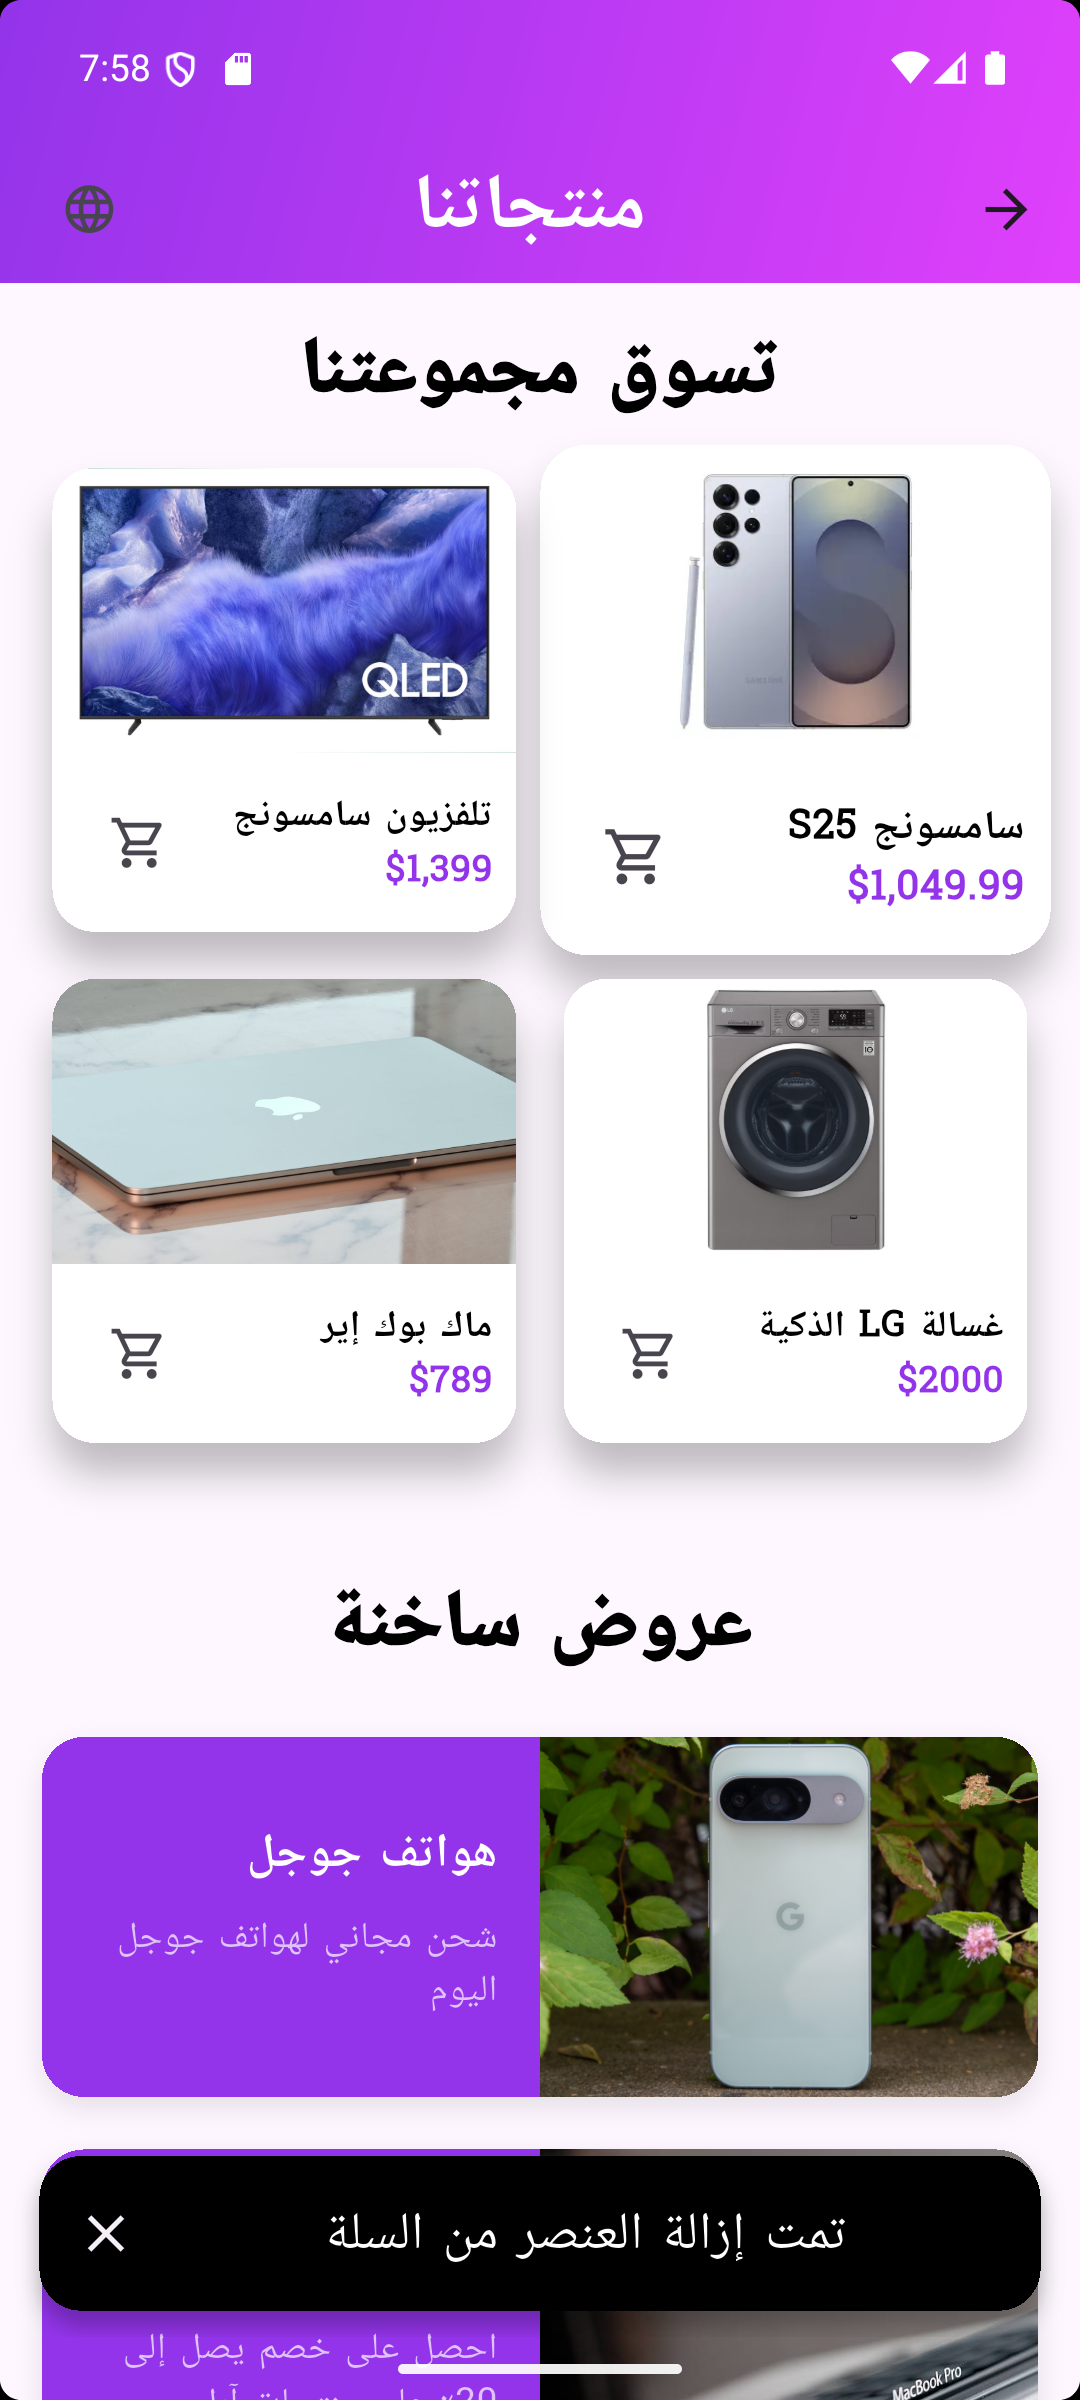 7:58
منتجاتنا
تسوق مجموعتنا
سامسونج S25
$1,049.99
QLED
تلفزيون سامسونج
$1,399
غسالة LG الذكية
$2000
ماك بوك إير
$789
عروض ساخنة
هواتف جوجل
شحن مجاني لهواتف جوجل
اليوم
تمت إزالة العنصر من السلة
احصل على خصم يصل إلى
MacBook Pro